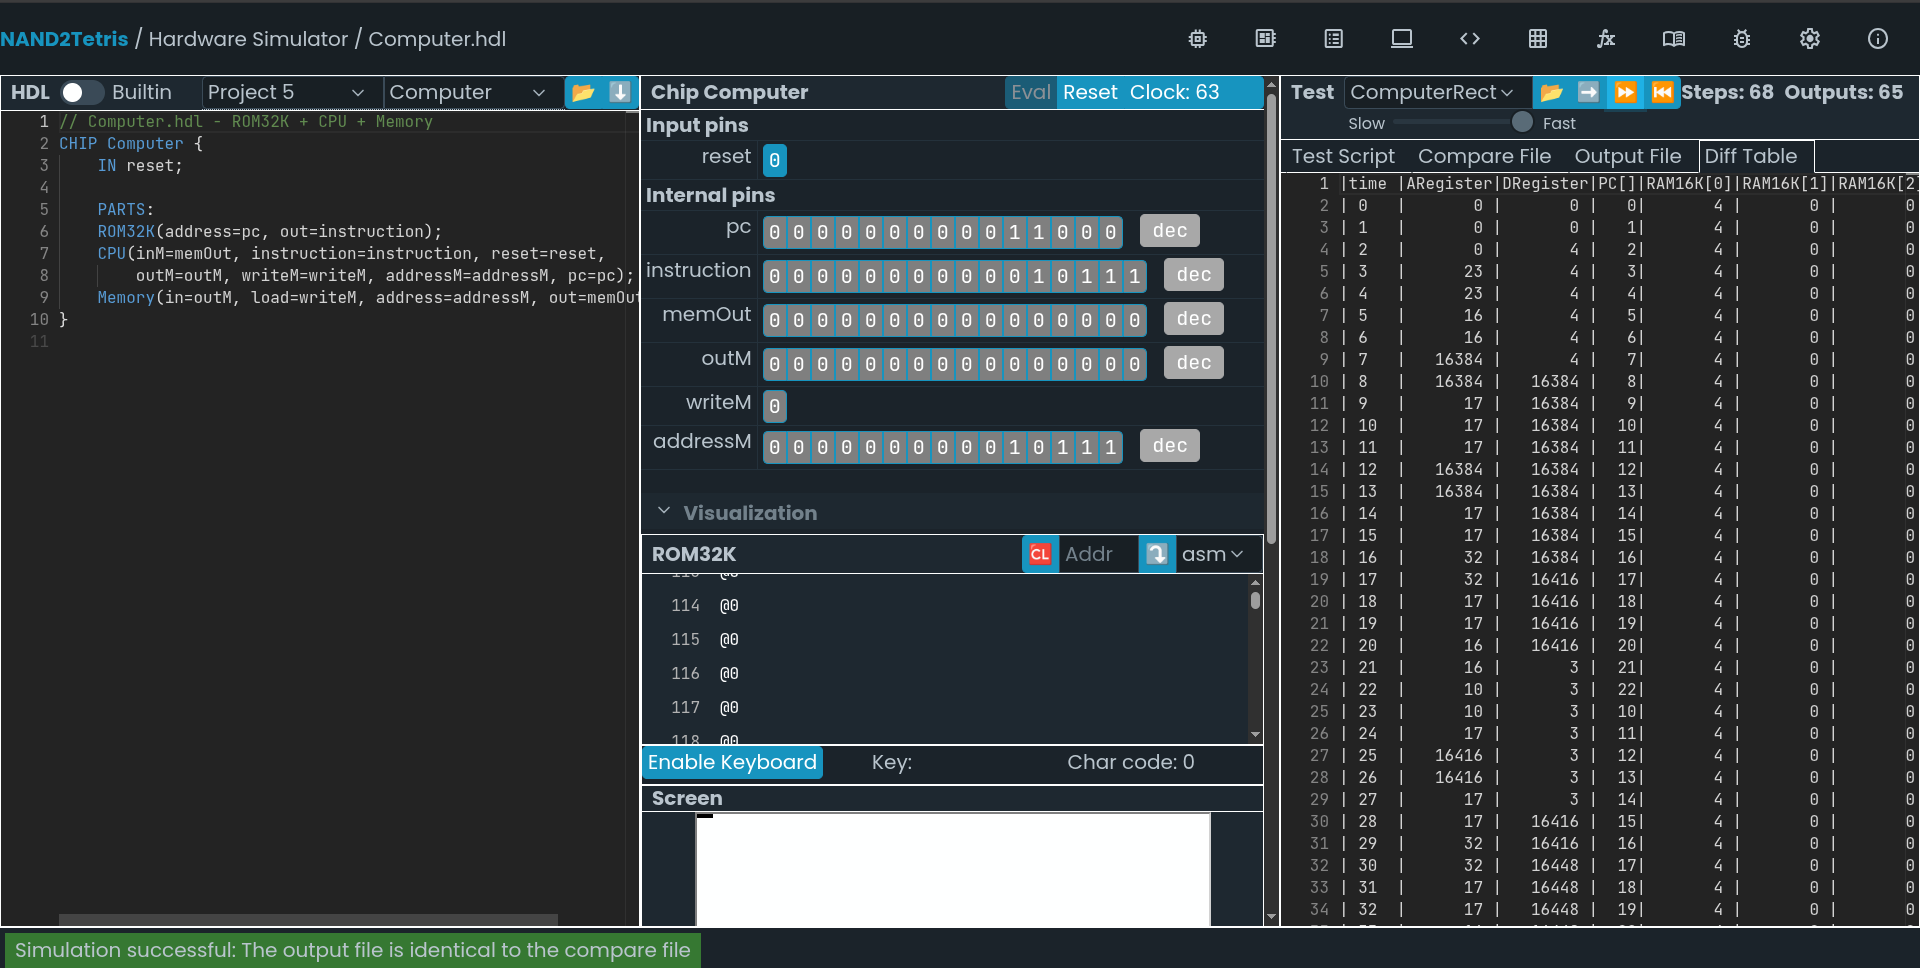 NAND2Tetris / Hardware Simulator / Computer.hdl
HDL Builtin Project 5 Computer
1 // Computer.hdl - ROM32K + CPU + Memory
2 CHIP Computer {
3 IN reset;
4
5 PARTS:
6 ROM32K(address=pc, out=instruction);
7 CPU(inM=memOut, instruction=instruction, reset=reset,
8 outM=outM, writeM=writeM, addressM=addressM, pc=pc);
9 Memory(in=outM, load=writeM, address=addressM, out=memOut
10 }
11
Chip Computer Eval Reset Clock: 63
Input pins
reset 0
Internal pins
pc 0 0 0 0 0 0 0 0 0 0 1 1 0 0 0 dec
instruction 0 0 0 0 0 0 0 0 0 0 0 1 0 1 1 1 dec
memOut 0 0 0 0 0 0 0 0 0 0 0 0 0 0 0 0 dec
outM 0 0 0 0 0 0 0 0 0 0 0 0 0 0 0 0 dec
writeM 0
addressM 0 0 0 0 0 0 0 0 0 0 1 0 1 1 1 dec
Visualization
ROM32K CL Addr asm
114 @0
115 @0
116 @0
117 @0
118 @0
Enable Keyboard Key: Char code: 0
Screen
Test ComputerRect Steps: 68 Outputs: 65
Slow Fast
Test Script Compare File Output File Diff Table
1 |time |ARegister|DRegister|PC[]|RAM16K[0]|RAM16K[1]|RAM16K[2]
2 | 0 | 0 | 0 | 0| 4 | 0 | 0
3 | 1 | 0 | 0 | 1| 4 | 0 | 0
4 | 2 | 0 | 4 | 2| 4 | 0 | 0
5 | 3 | 23 | 4 | 3| 4 | 0 | 0
6 | 4 | 23 | 4 | 4| 4 | 0 | 0
7 | 5 | 16 | 4 | 5| 4 | 0 | 0
8 | 6 | 16 | 4 | 6| 4 | 0 | 0
9 | 7 | 16384 | 4 | 7| 4 | 0 | 0
10 | 8 | 16384 | 16384 | 8| 4 | 0 | 0
11 | 9 | 17 | 16384 | 9| 4 | 0 | 0
12 | 10 | 17 | 16384 | 10| 4 | 0 | 0
13 | 11 | 17 | 16384 | 11| 4 | 0 | 0
14 | 12 | 16384 | 16384 | 12| 4 | 0 | 0
15 | 13 | 16384 | 16384 | 13| 4 | 0 | 0
16 | 14 | 17 | 16384 | 14| 4 | 0 | 0
17 | 15 | 17 | 16384 | 15| 4 | 0 | 0
18 | 16 | 32 | 16384 | 16| 4 | 0 | 0
19 | 17 | 32 | 16416 | 17| 4 | 0 | 0
20 | 18 | 17 | 16416 | 18| 4 | 0 | 0
21 | 19 | 17 | 16416 | 19| 4 | 0 | 0
22 | 20 | 16 | 16416 | 20| 4 | 0 | 0
23 | 21 | 16 | 3 | 21| 4 | 0 | 0
24 | 22 | 10 | 3 | 22| 4 | 0 | 0
25 | 23 | 10 | 3 | 10| 4 | 0 | 0
26 | 24 | 17 | 3 | 11| 4 | 0 | 0
27 | 25 | 16416 | 3 | 12| 4 | 0 | 0
28 | 26 | 16416 | 3 | 13| 4 | 0 | 0
29 | 27 | 17 | 3 | 14| 4 | 0 | 0
30 | 28 | 17 | 16416 | 15| 4 | 0 | 0
31 | 29 | 32 | 16416 | 16| 4 | 0 | 0
32 | 30 | 32 | 16448 | 17| 4 | 0 | 0
33 | 31 | 17 | 16448 | 18| 4 | 0 | 0
34 | 32 | 17 | 16448 | 19| 4 | 0 | 0
Simulation successful: The output file is identical to the compare file